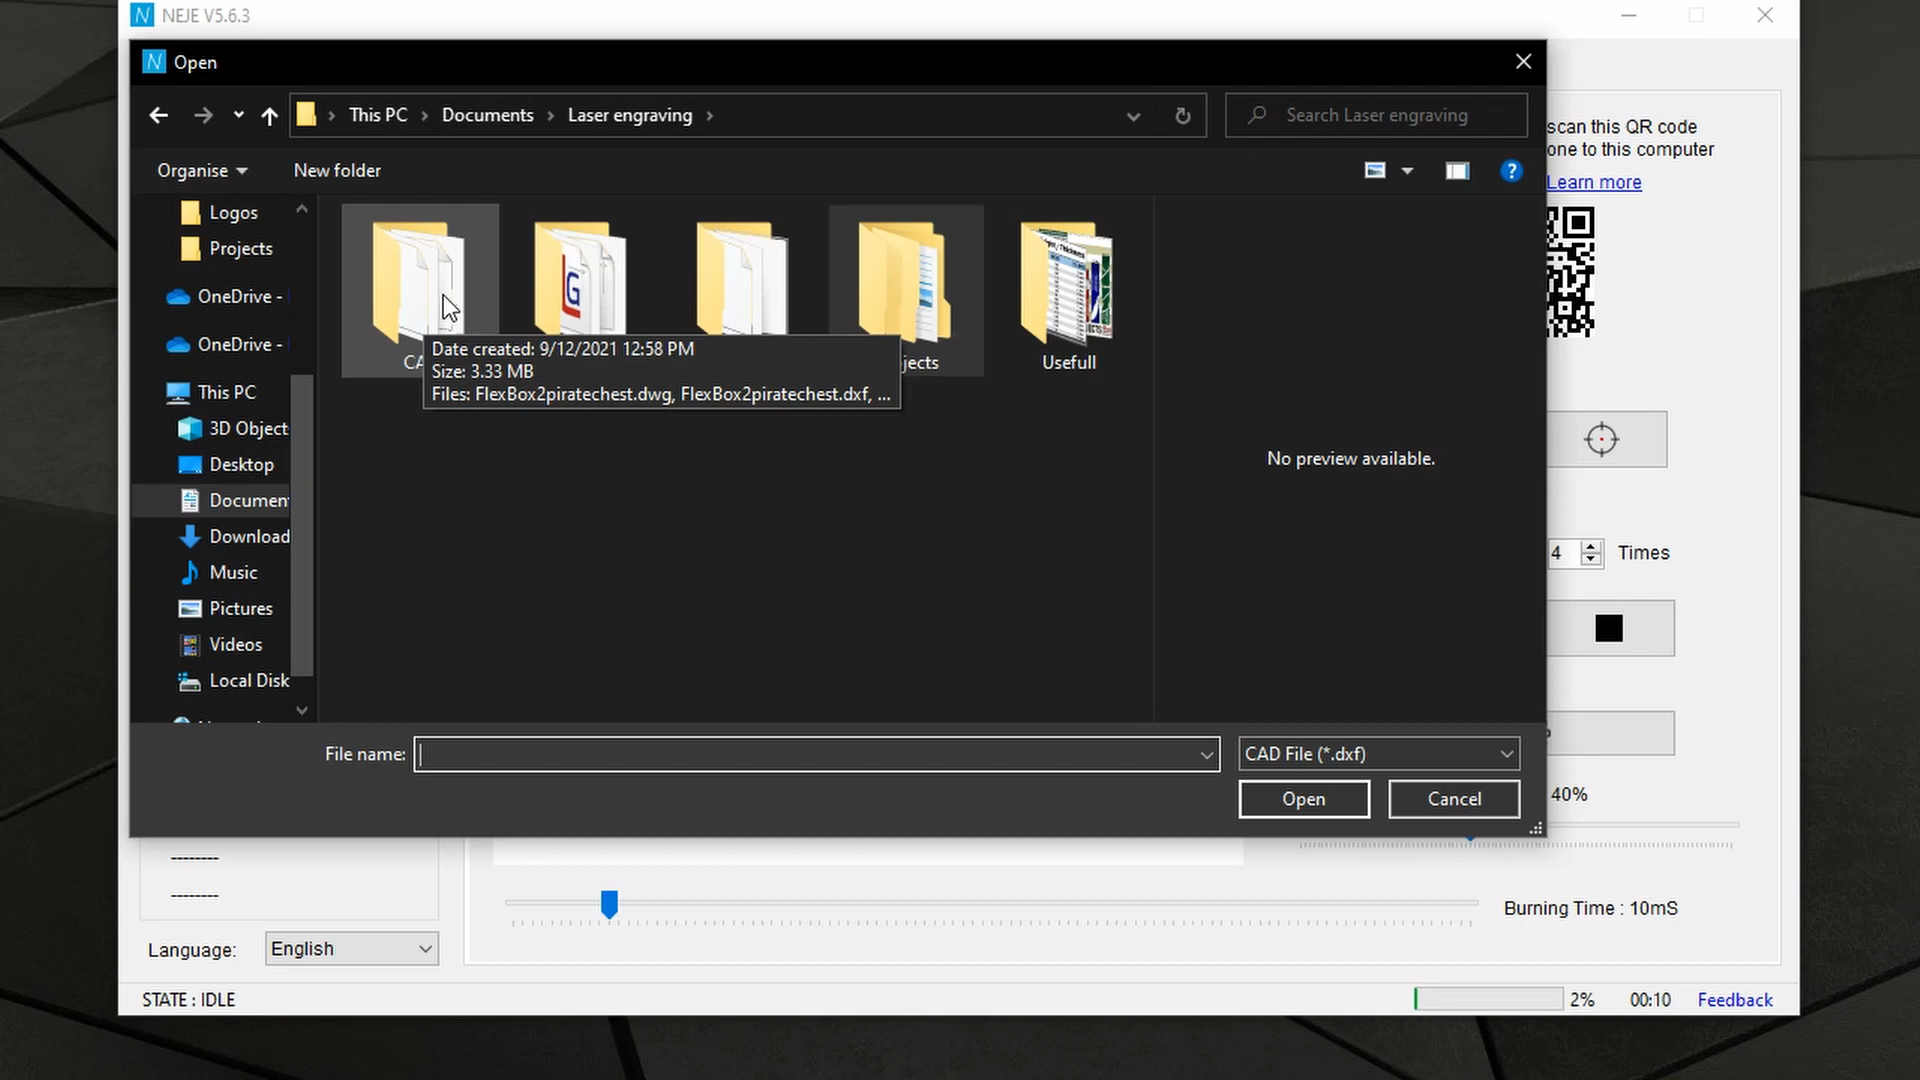 NEJE V5.6.3
Open
This PC
Documents
Laser engraving
Search Laser engraving
Organise
New folder
scan this QR code
one to this computer
Learn more
Logos
Projects
OneDrive -
OneDrive -
This PC
3D Object
Desktop
Documen
Download
Music
Pictures
Videos
Local Disk
CA
jects
Usefull
Date created: 9/12/2021 12:58 PM
Size: 3.33 MB
Files: FlexBox2piratechest.dwg, FlexBox2piratechest.dxf, ...
No preview available.
4 Times
File name:
CAD File (*.dxf)
Open
Cancel
40%
--------
--------
Burning Time : 10mS
Language: English
STATE : IDLE
2%
00:10
Feedback